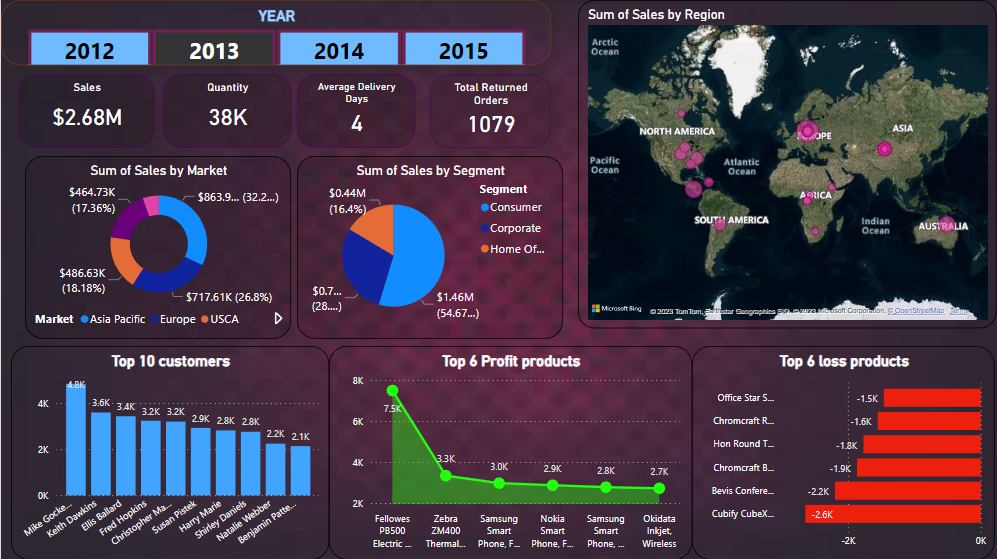 YEAR
2012
2013
2014
2015
Sales
$2.68M
Quantity
38K
Average Delivery
Days
4
Total Returned
Orders
1079
Sum of Sales by Region
Arctic
Ocean
NORTH AMERICA
EUROPE
ASIA
Pacific
Ocean
Atlantic
Ocean
AFRICA
SOUTH AMERICA
Indian
Ocean
AUSTRALIA
Microsoft Bing
© 2023 TomTom, Earthstar Geographics SIO, © 2023 Microsoft Corporation, © OpenStreetMap Terms
Sum of Sales by Market
$464.73K
(17.36%)
$863.9... (32.2...)
$486.63K
(18.18%)
$717.61K (26.8%)
Market
Asia Pacific
Europe
USCA
Sum of Sales by Segment
$0.44M
(16.4%)
$0.7...
(28....)
$1.46M
(54.67...)
Segment
Consumer
Corporate
Home Of...
Top 10 customers
4K
2K
0K
4.8K
3.6K
3.4K
3.2K
3.2K
2.9K
2.8K
2.8K
2.2K
2.1K
Mike Gocke...
Keith Dawkins
Ellis Ballard
Fred Hopkins
Christopher Ma...
Susan Pistek
Harry Marie
Shirley Daniels
Natalie Webber
Benjamin Patte...
Top 6 Profit products
8K
6K
4K
2K
7.5K
3.3K
3.0K
2.9K
2.8K
2.7K
Fellowes
PB500
Electric ...
Zebra
ZM400
Thermal...
Samsung
Smart
Phone, F...
Nokia
Smart
Phone, F...
Samsung
Smart
Phone, ...
Okidata
Inkjet,
Wireless
Top 6 loss products
Office Star S...
-1.5K
Chromcraft R...
-1.6K
Hon Round T...
-1.8K
Chromcraft B...
-1.9K
Bevis Confere...
-2.2K
Cubify CubeX...
-2.6K
-2K
0K